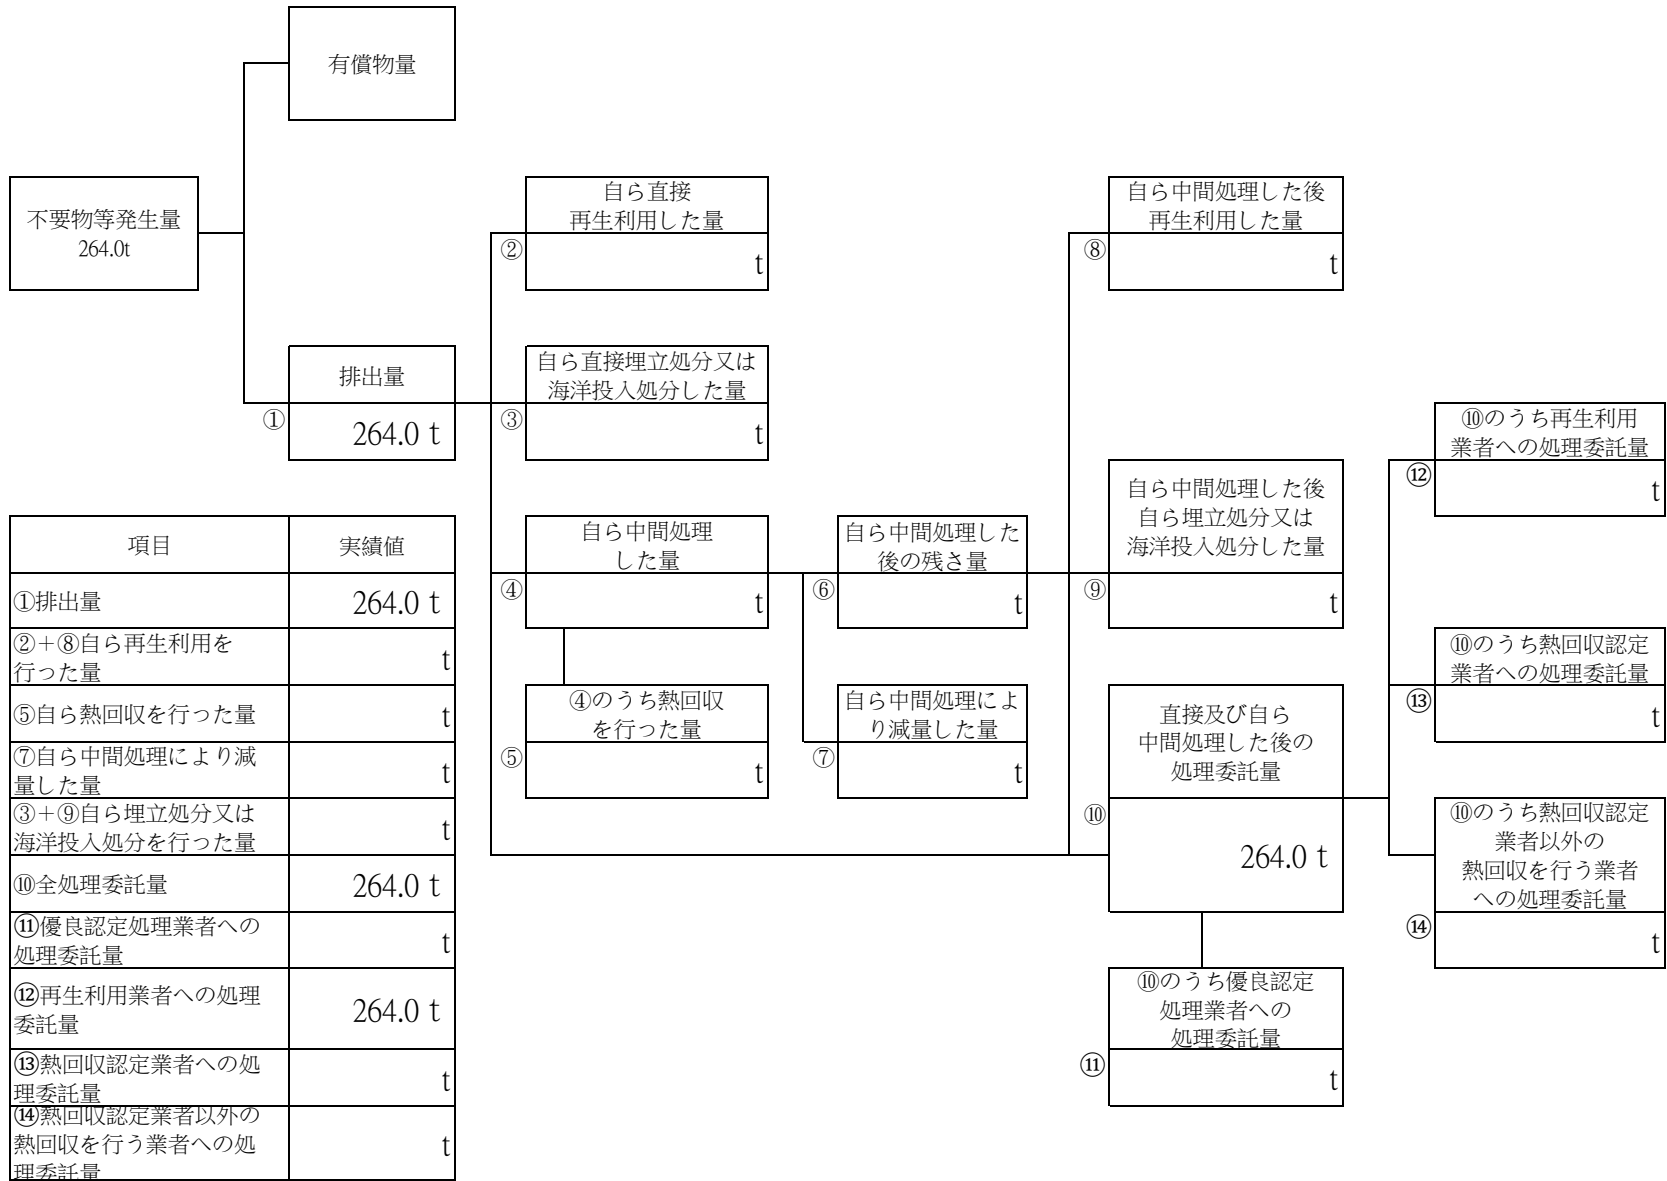 有償物量
不要物等発生量
264.0t
自ら直接
再生利用した量
②
t
自ら中間処理した後
再生利用した量
⑧
t
排出量
①
264.0 t
自ら直接埋立処分又は
海洋投入処分した量
③
t
⑩のうち再生利用
業者への処理委託量
⑫
t
自ら中間処理
した量
④
t
自ら中間処理した
後の残さ量
⑥
t
自ら中間処理した後
自ら埋立処分又は
海洋投入処分した量
⑨
t
④のうち熱回収
を行った量
⑤
t
自ら中間処理によ
り減量した量
⑦
t
直接及び自ら
中間処理した後の
処理委託量
⑩
264.0 t
⑩のうち熱回収認定
業者への処理委託量
⑬
t
⑩のうち熱回収認定
業者以外の
熱回収を行う業者
への処理委託量
⑭
t
⑩のうち優良認定
処理業者への
処理委託量
⑪
t
項目 実績値
①排出量 264.0 t
②＋⑧自ら再生利用を
行った量
t
⑤自ら熱回収を行った量 t
⑦自ら中間処理により減
量した量
t
③＋⑨自ら埋立処分又は
海洋投入処分を行った量
t
⑩全処理委託量 264.0 t
⑪優良認定処理業者への
処理委託量
t
⑫再生利用業者への処理
委託量
264.0 t
⑬熱回収認定業者への処
理委託量
t
⑭熱回収認定業者以外の
熱回収を行う業者への処
理委託量
t